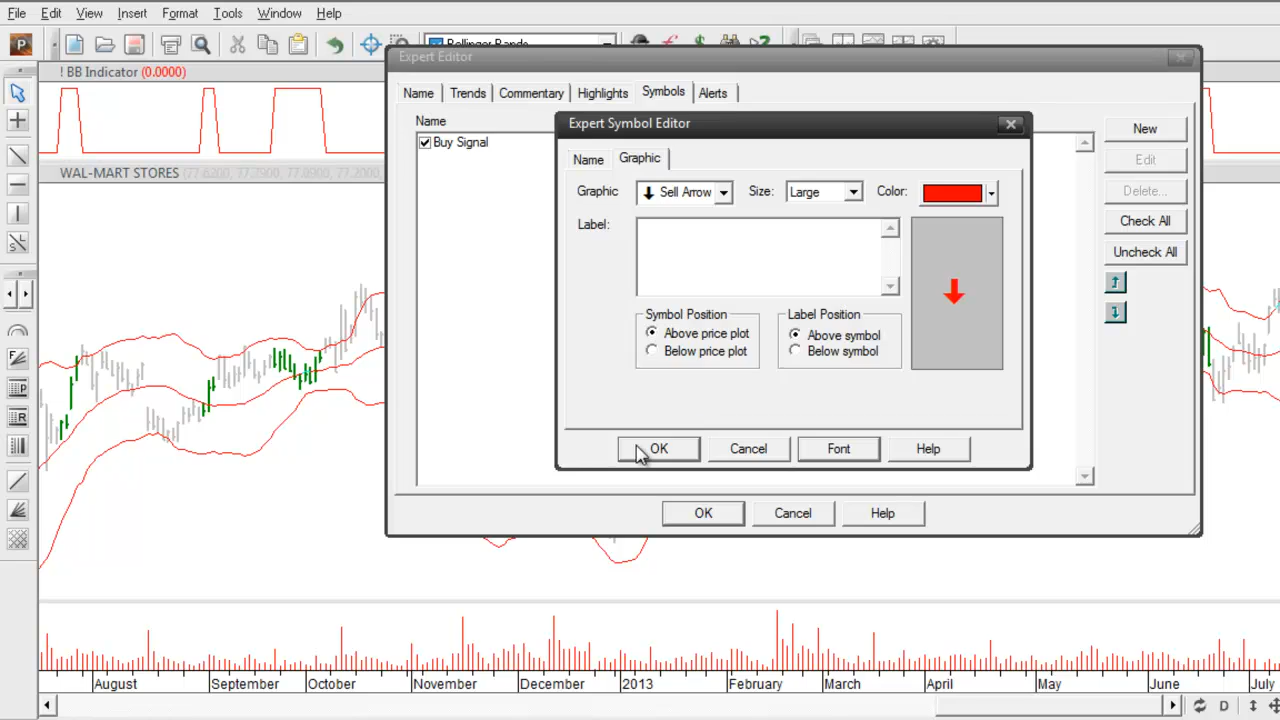 File Edit View Insert Format Tools Window Help
Bollinger Bands
! BB Indicator (0.0000)
WAL-MART STORES
Expert Editor
Name Trends Commentary Highlights Symbols Alerts
Name
Buy Signal
New
Edit
Delete...
Check All
Uncheck All
Expert Symbol Editor
Name Graphic
Graphic Sell Arrow Size: Large Color:
Label:
Symbol Position
Above price plot
Below price plot
Label Position
Above symbol
Below symbol
OK Cancel Font Help
OK Cancel Help
August September October November December 2013 February March April May June July
P
S L
F
P
R
D